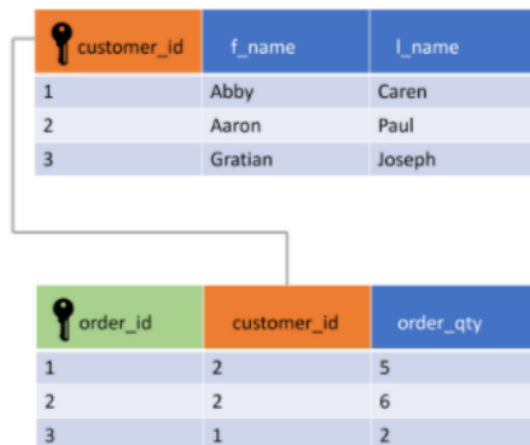 customer_id f_name l_name
1 Abby Caren
2 Aaron Paul
3 Gratian Joseph
order_id customer_id order_qty
1 2 5
2 2 6
3 1 2